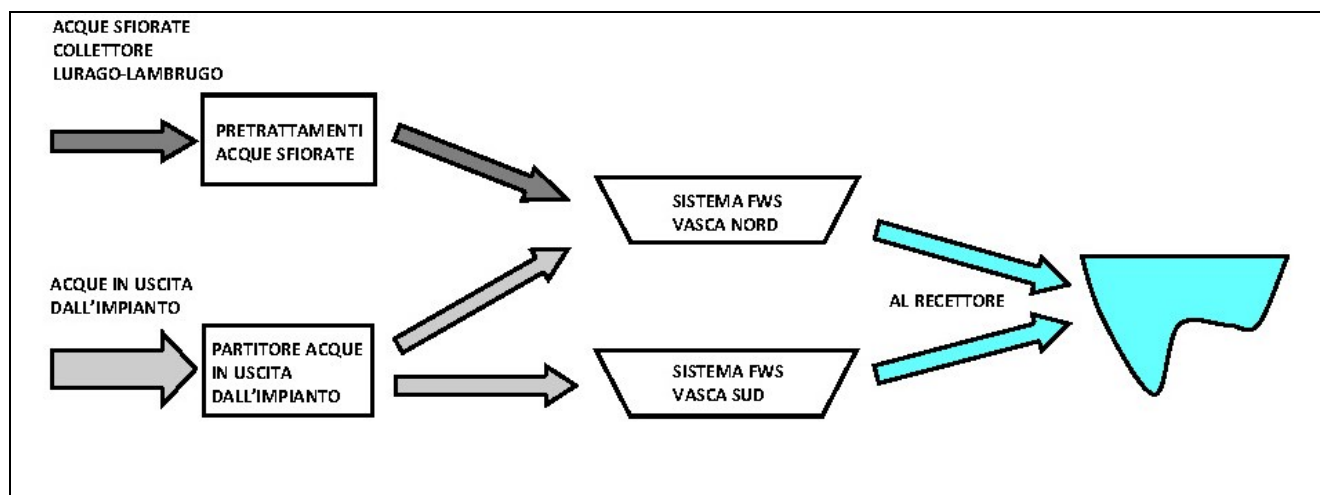 ACQUE SFIORATE
COLLETTORE
LURAGO-LAMBRUGO
PRETRATTAMENTI
ACQUE SFIORATE
SISTEMA FWS
VASCA NORD
ACQUE IN USCITA
DALL'IMPIANTO
PARTITORE ACQUE
IN USCITA
DALL'IMPIANTO
SISTEMA FWS
VASCA SUD
AL RECETTORE